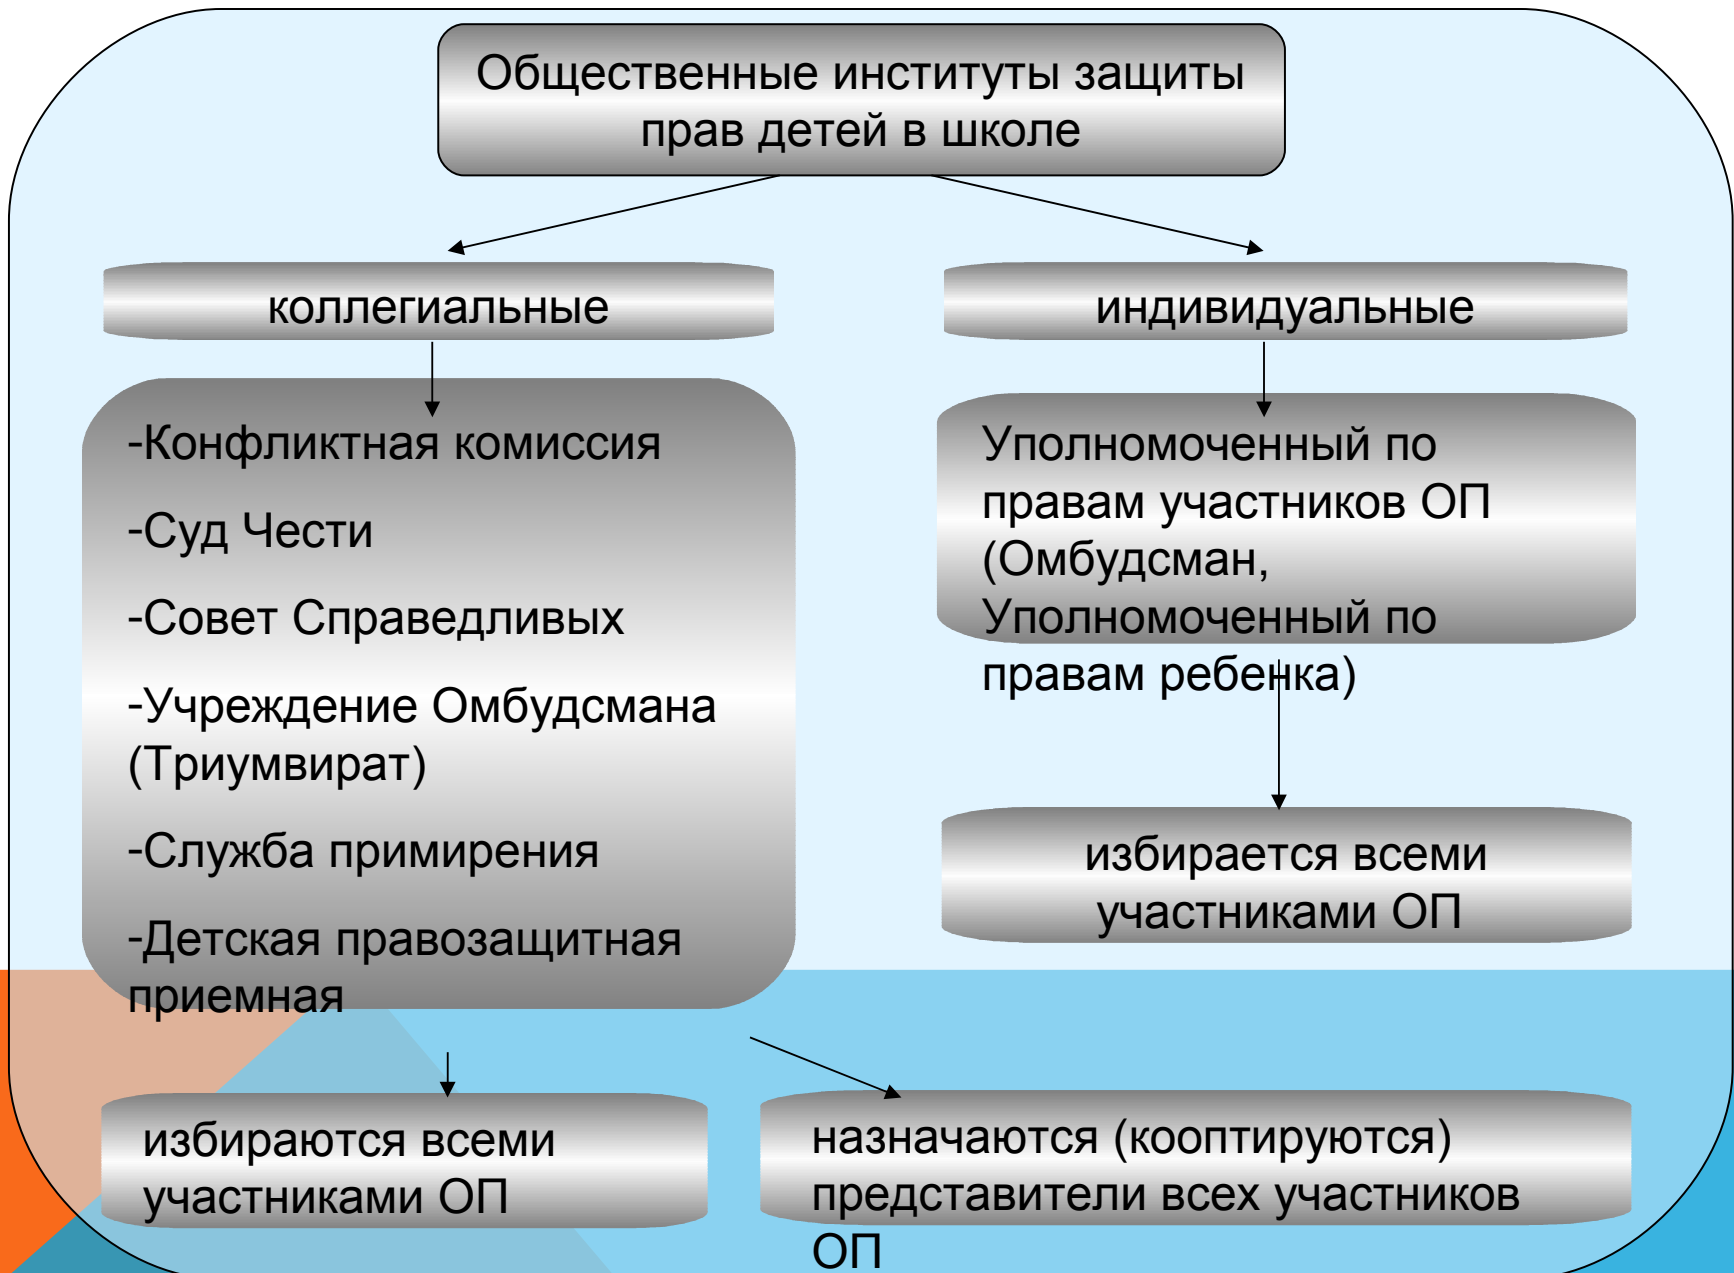 Общественные институты защиты
прав детей в школе
коллегиальные
индивидуальные
-Конфликтная комиссия
-Суд Чести
-Совет Справедливых
-Учреждение Омбудсмана
(Триумвират)
-Служба примирения
-Детская правозащитная
приемная
Уполномоченный по
правам участников ОП
(Омбудсман,
Уполномоченный по
правам ребенка)
избирается всеми
участниками ОП
избираются всеми
участниками ОП
назначаются (кооптируются)
представители всех участников
ОП